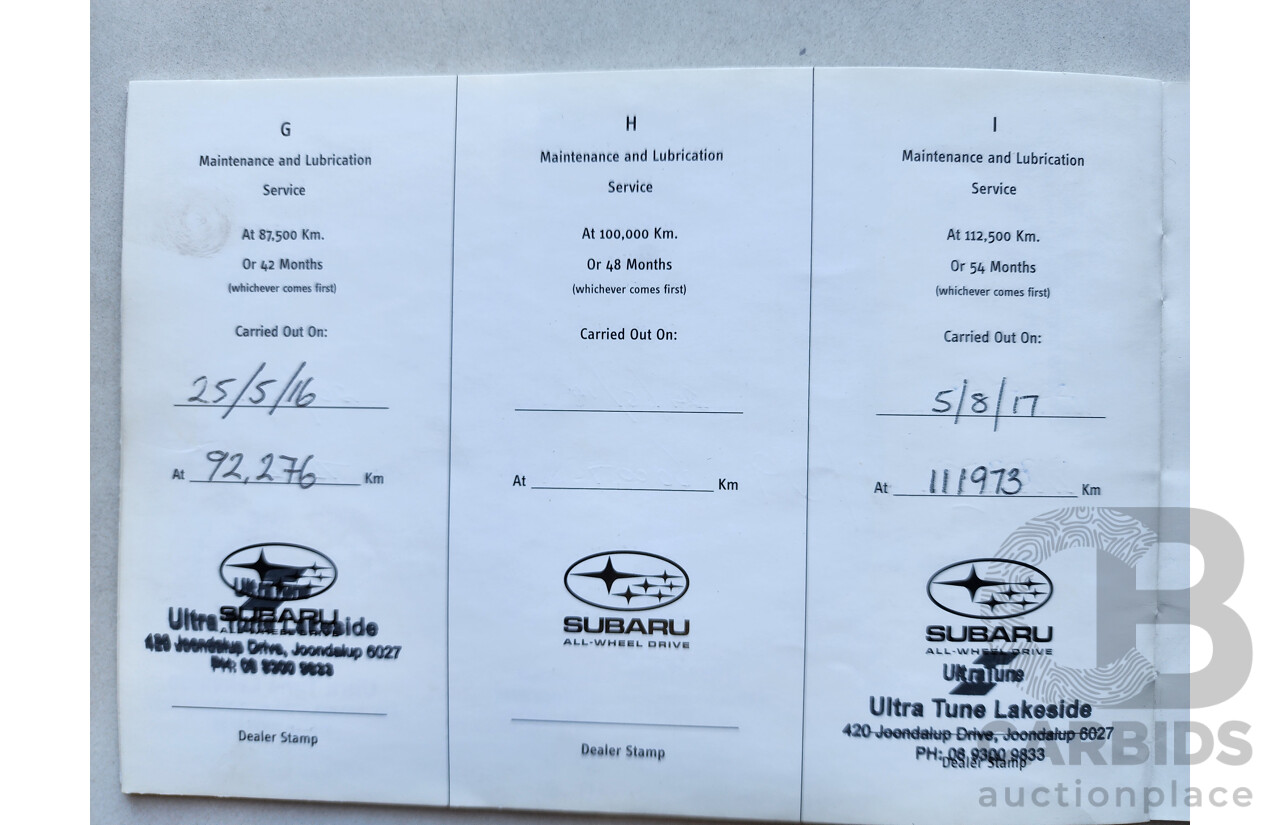 G
Maintenance and Lubrication
Service
At 87,500 Km.
Or 42 Months
(whichever comes first)
Carried Out On:
25/5/16
At 92,276 Km
UltraTune
SUBARU
ALL-WHEEL DRIVE
Ultra Tune Lakeside
420 Joondalup Drive, Joondalup 6027
PH: 08 9300 9833
Dealer Stamp
H
Maintenance and Lubrication
Service
At 100,000 Km.
Or 48 Months
(whichever comes first)
Carried Out On:
At Km
SUBARU
ALL-WHEEL DRIVE
Dealer Stamp
I
Maintenance and Lubrication
Service
At 112,500 Km.
Or 54 Months
(whichever comes first)
Carried Out On:
5/8/17
At 111973 Km
SUBARU
ALL-WHEEL DRIVE
UltraTune
Ultra Tune Lakeside
420 Joondalup Drive, Joondalup 6027
PH: 08 9300 9833
Dealer Stamp
CARBIDS
auctionplace